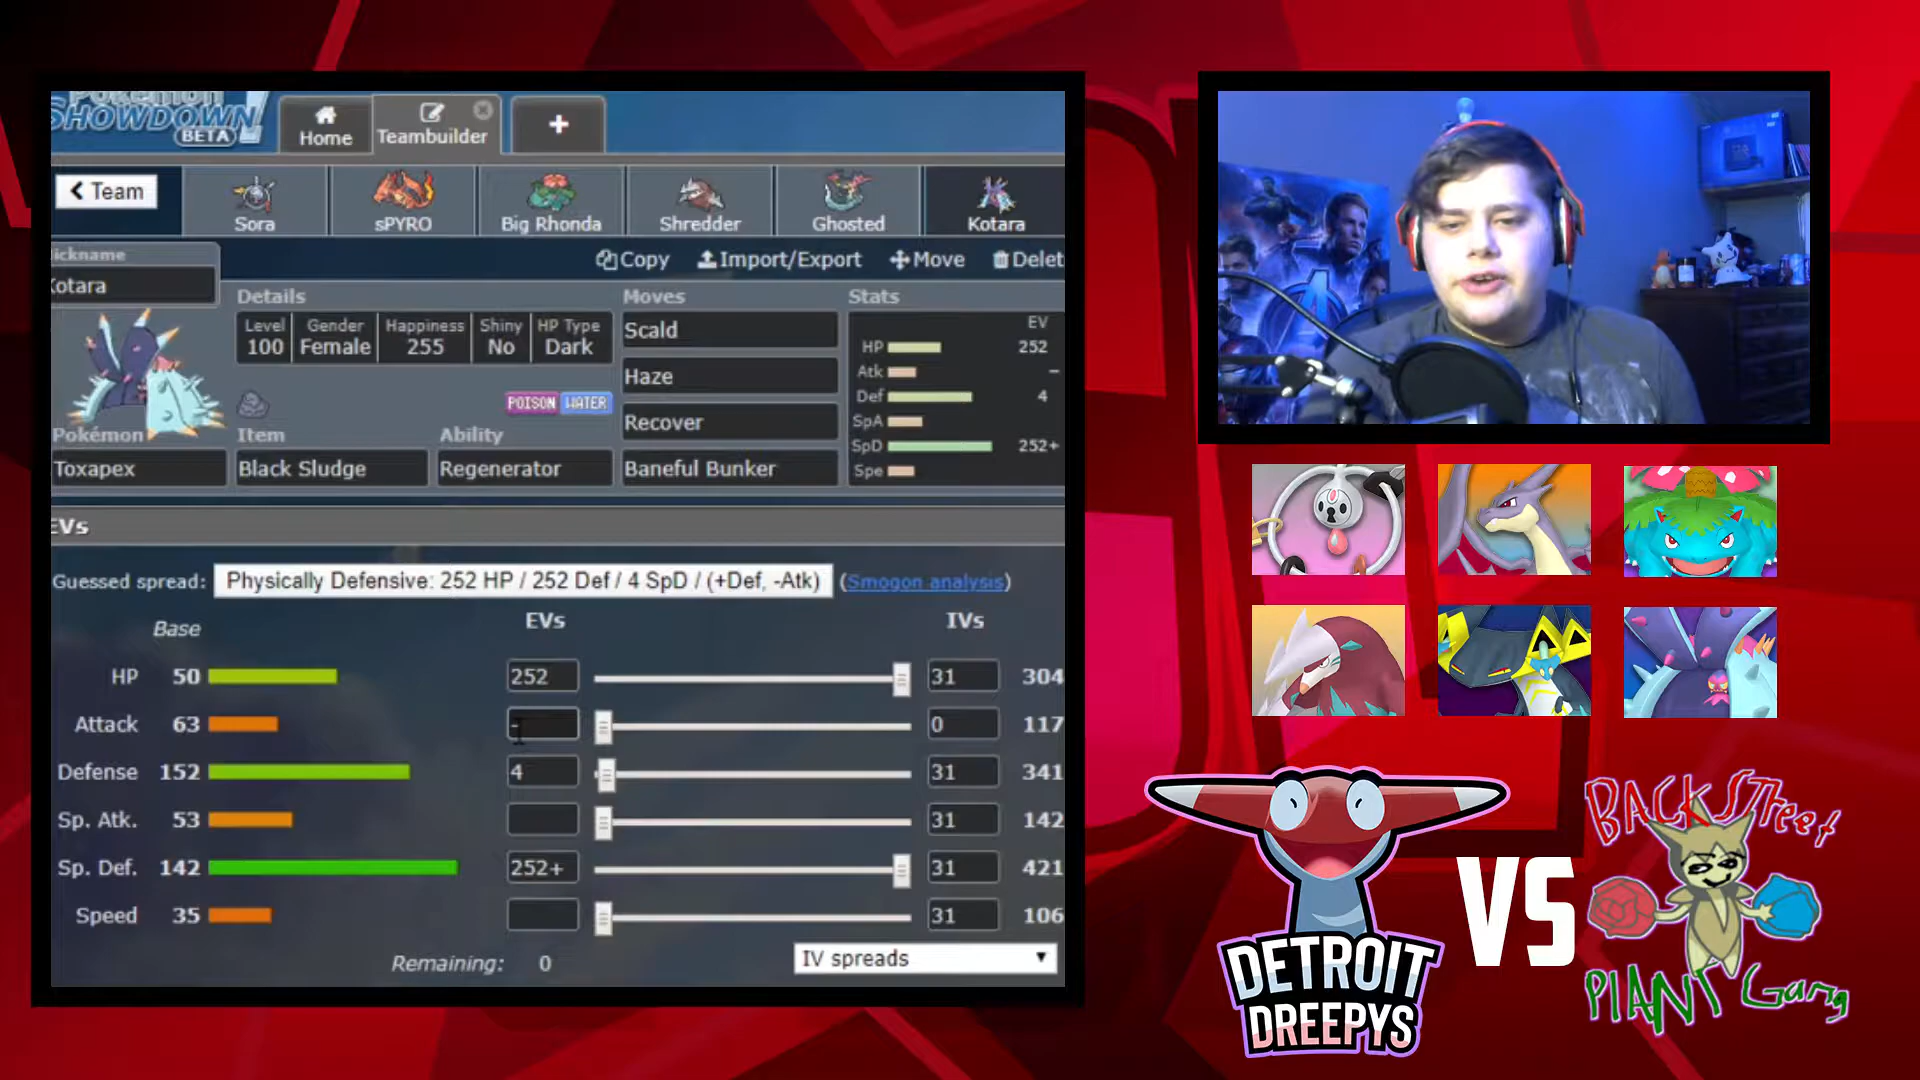 Pokémon
SHOWDOWN!
BETA
Home
Teambuilder
+
< Team
Sora
sPYRO
Big Rhonda
Shredder
Ghosted
Kotara
ickname
Kotara
Copy
Import/Export
Move
Delet
Details
Level
100
Gender
Female
Happiness
255
Shiny
No
HP Type
Dark
POISON
WATER
Pokémon
Toxapex
Item
Black Sludge
Ability
Regenerator
Moves
Scald
Haze
Recover
Baneful Bunker
Stats
EV
HP 252
Atk -
Def 4
SpA
SpD 252+
Spe
EVs
Guessed spread: Physically Defensive: 252 HP / 252 Def / 4 SpD / (+Def, -Atk) (Smogon analysis)
Base EVs IVs
HP 50 252 31 304
Attack 63 - 0 117
Defense 152 4 31 341
Sp. Atk. 53 31 142
Sp. Def. 142 252+ 31 421
Speed 35 31 106
Remaining: 0
IV spreads
DETROIT
DREEPYS
VS
BACKSTreet
PlANT Gang